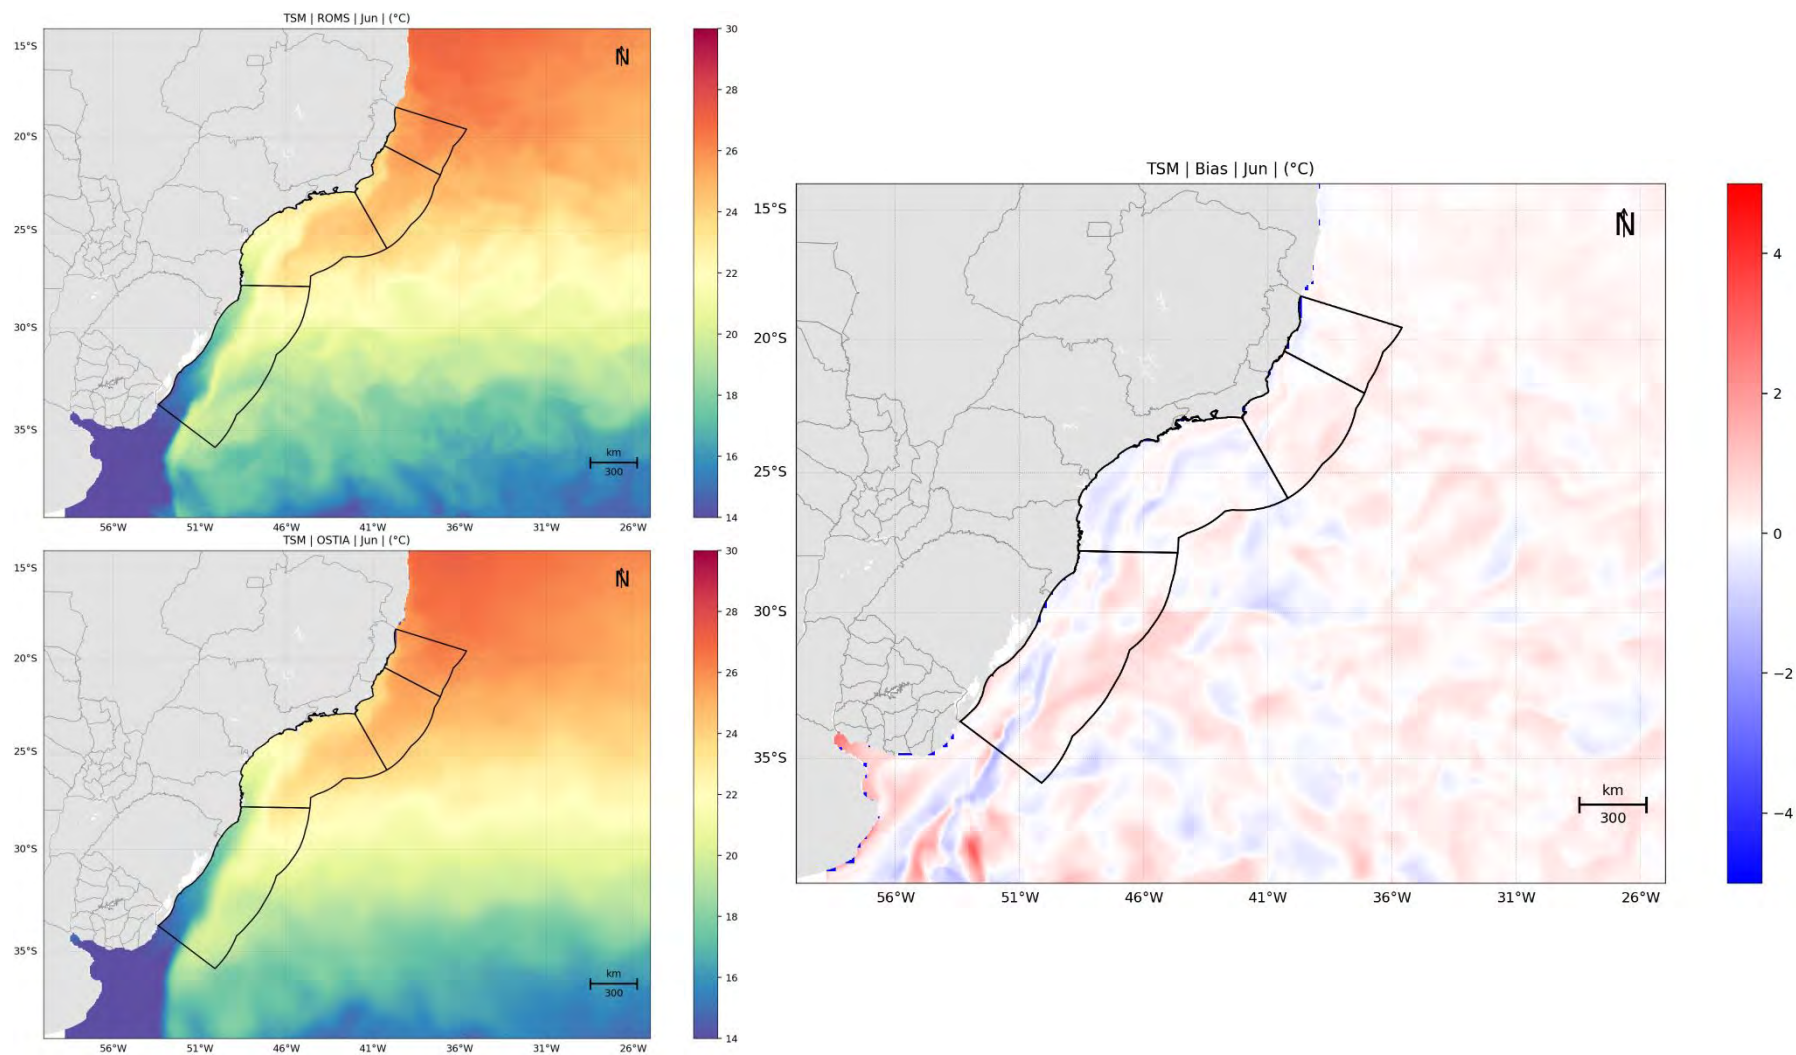 TSM | ROMS | Jun | (°C)
15°S
20°S
25°S
30°S
35°S
N
km
300
56°W
51°W
46°W
41°W
36°W
31°W
26°W
30
28
26
24
22
20
18
16
14
TSM | OSTIA | Jun | (°C)
15°S
20°S
25°S
30°S
35°S
N
km
300
56°W
51°W
46°W
41°W
36°W
31°W
26°W
30
28
26
24
22
20
18
16
14
TSM | Bias | Jun | (°C)
15°S
20°S
25°S
30°S
35°S
N
km
300
56°W
51°W
46°W
41°W
36°W
31°W
26°W
4
2
0
−2
−4